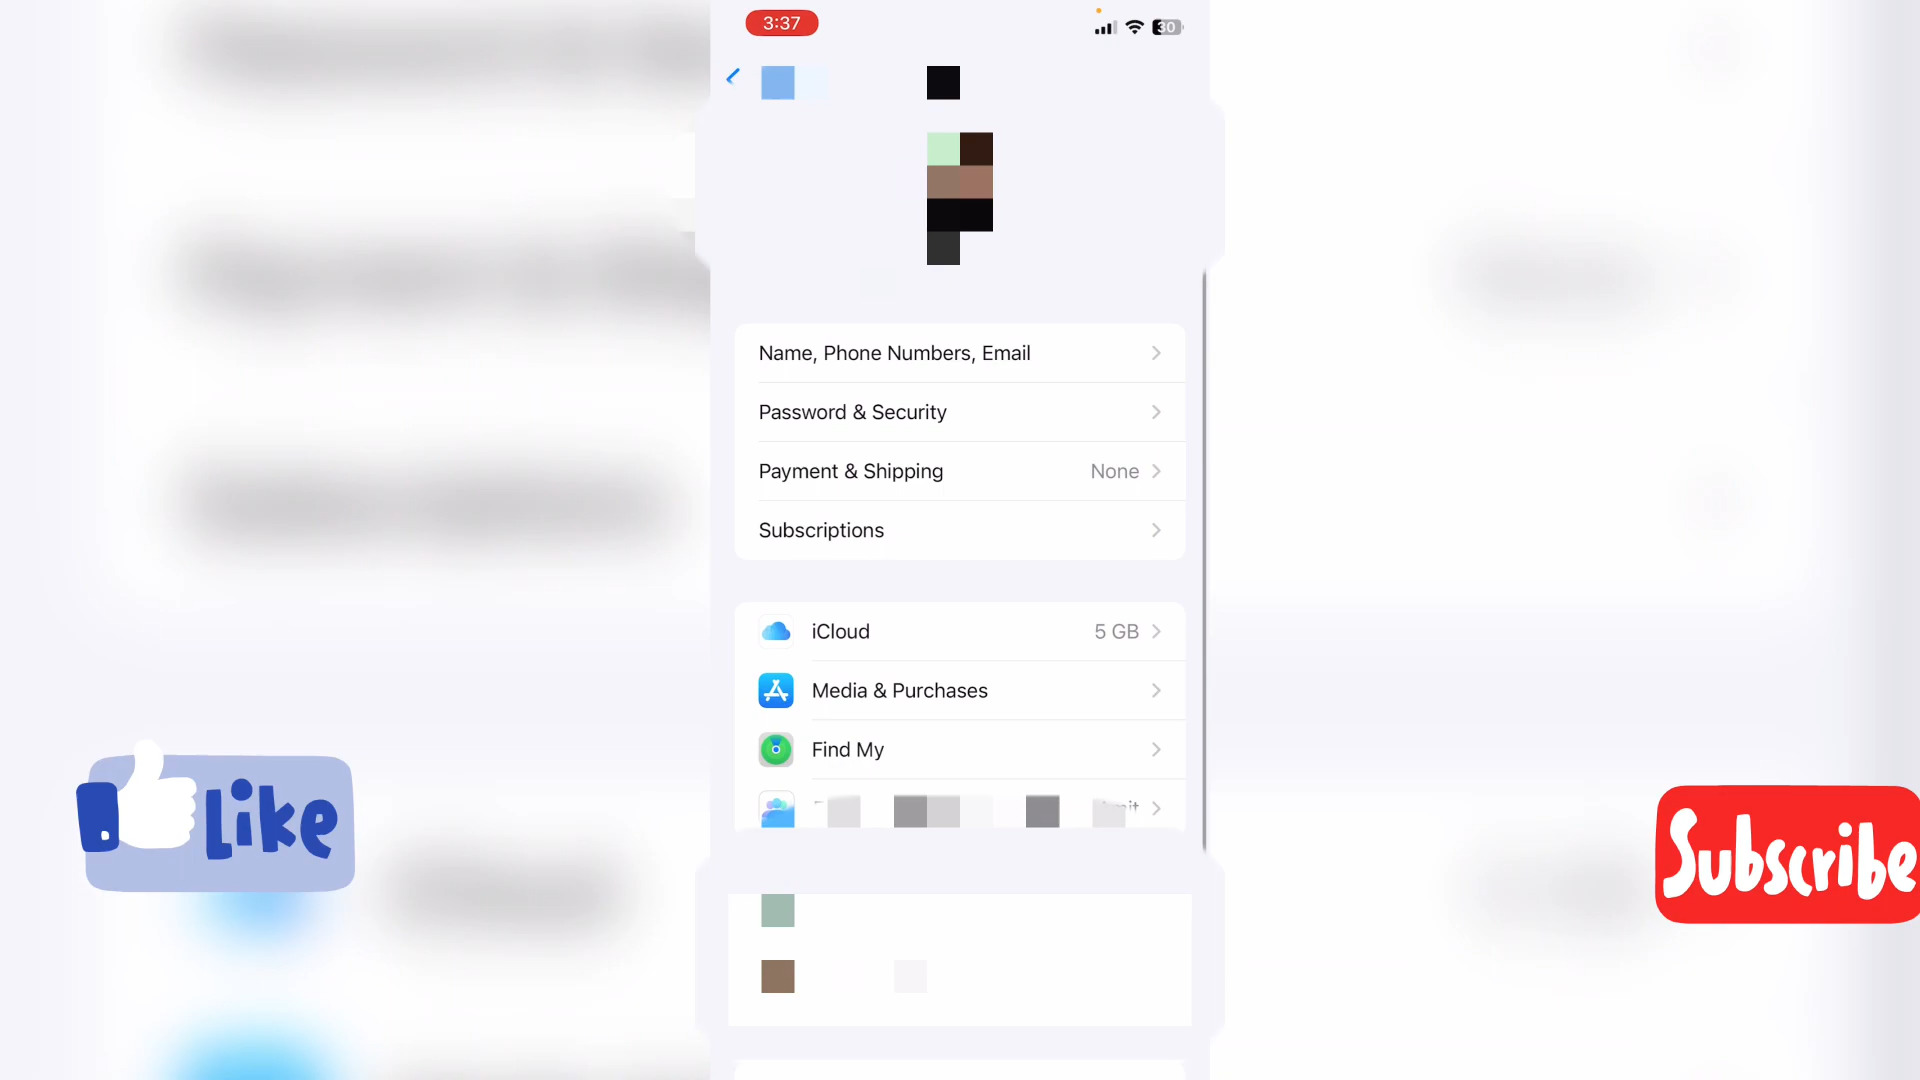 3:37
30
Name, Phone Numbers, Email
Password & Security
Payment & Shipping None
Subscriptions
iCloud 5 GB
Media & Purchases
Find My
Like
Subscribe